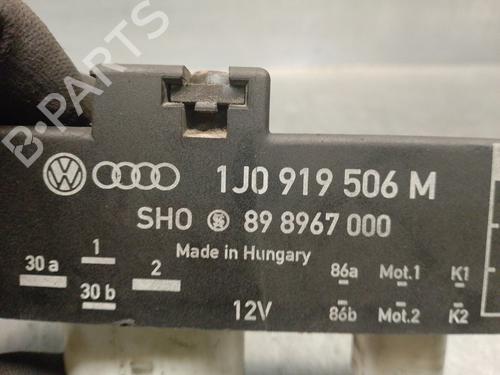 B-PARTS
1J0 919 506 M
SHO 89 8967 000
Made in Hungary
30 a 1 2 86a Mot.1 K1
30 b 12V 86b Mot.2 K2